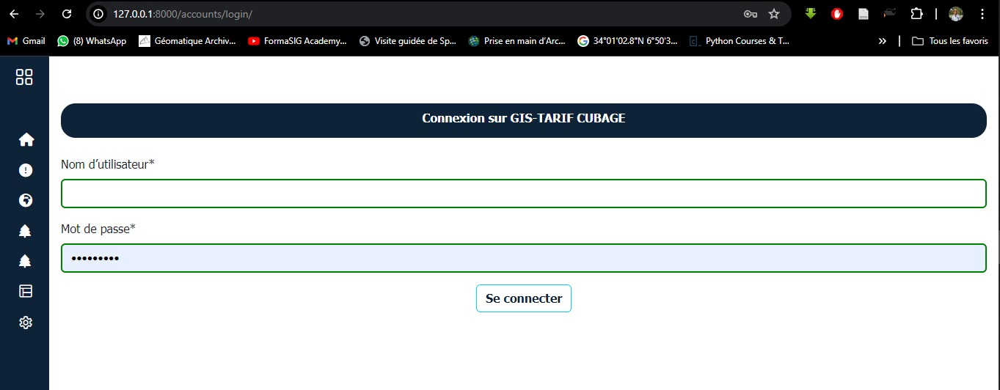 127.0.0.1:8000/accounts/login/
Gmail (8) WhatsApp Géomatique Archiv... FormaSIG Academy... Visite guidée de Sp... Prise en main d'Arc... 34°01'02.8"N 6°50'3... Python Courses & T... » Tous les favoris
Connexion sur GIS-TARIF CUBAGE
Nom d’utilisateur*
Mot de passe*
•••••••••
Se connecter